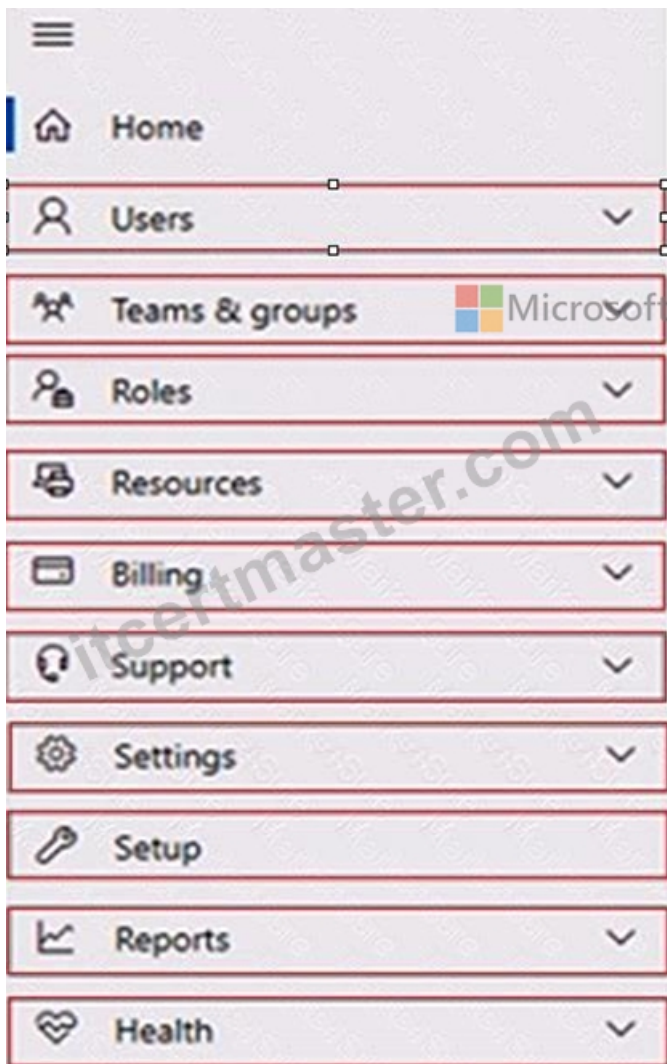 Home
Users
Teams & groups
Microsoft
Roles
Resources
Billing
Support
Settings
Setup
Reports
Health
itcertmaster.com